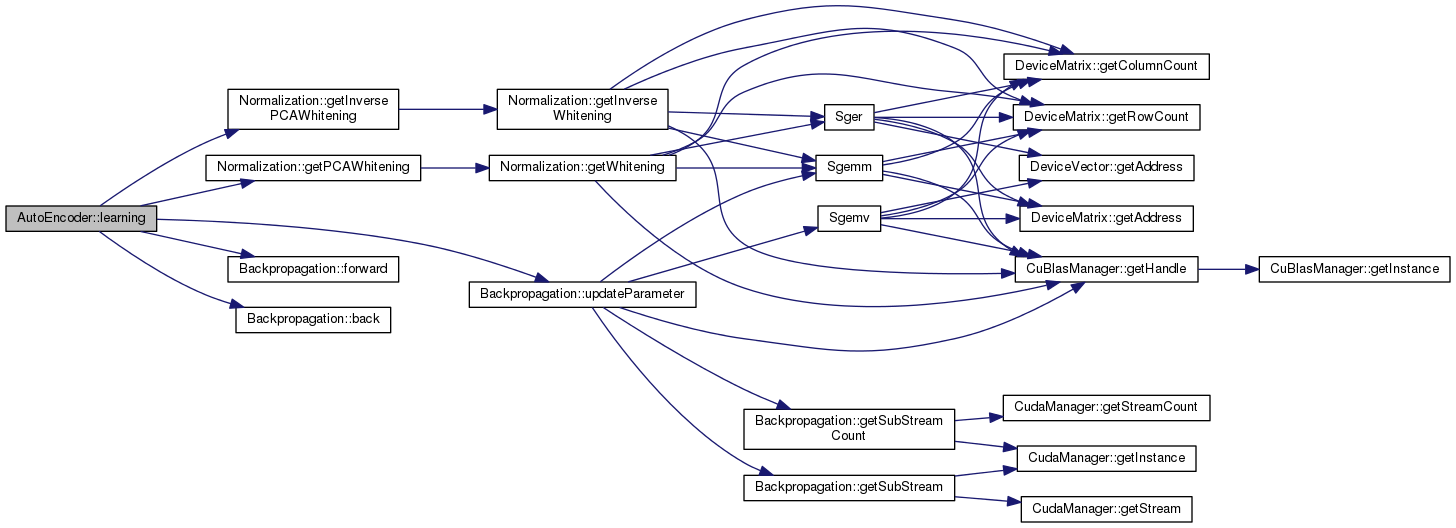 AutoEncoder::learning
Normalization::getInverse
PCAWhitening
Normalization::getPCAWhitening
Backpropagation::forward
Backpropagation::back
Normalization::getInverse
Whitening
Normalization::getWhitening
Backpropagation::updateParameter
Sger
Sgemm
Sgemv
Backpropagation::getSubStream
Count
Backpropagation::getSubStream
DeviceMatrix::getColumnCount
DeviceMatrix::getRowCount
DeviceVector::getAddress
DeviceMatrix::getAddress
CuBlasManager::getHandle
CudaManager::getStreamCount
CudaManager::getInstance
CudaManager::getStream
CuBlasManager::getInstance